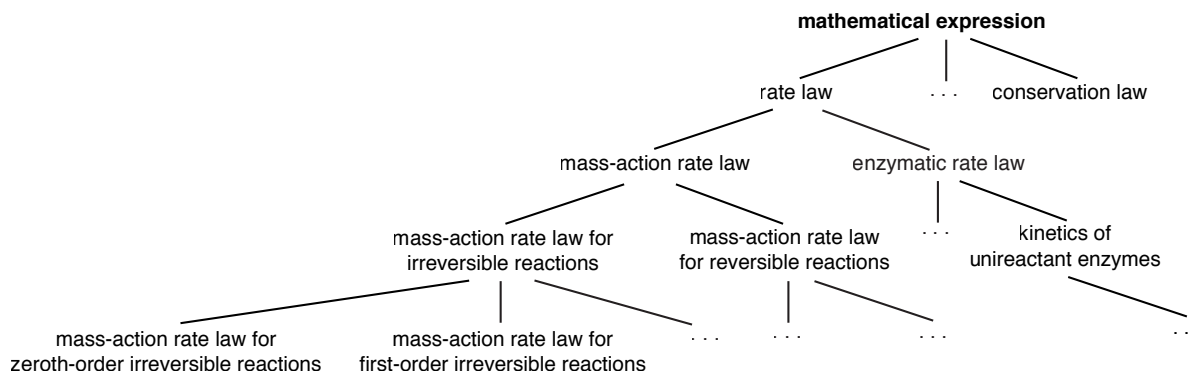 mathematical expression
rate law
. . .
conservation law
mass-action rate law
enzymatic rate law
mass-action rate law for
irreversible reactions
mass-action rate law
for reversible reactions
. . .
kinetics of
unireactant enzymes
mass-action rate law for
zeroth-order irreversible reactions
mass-action rate law for
first-order irreversible reactions
. . .
. . .
. . .
. .